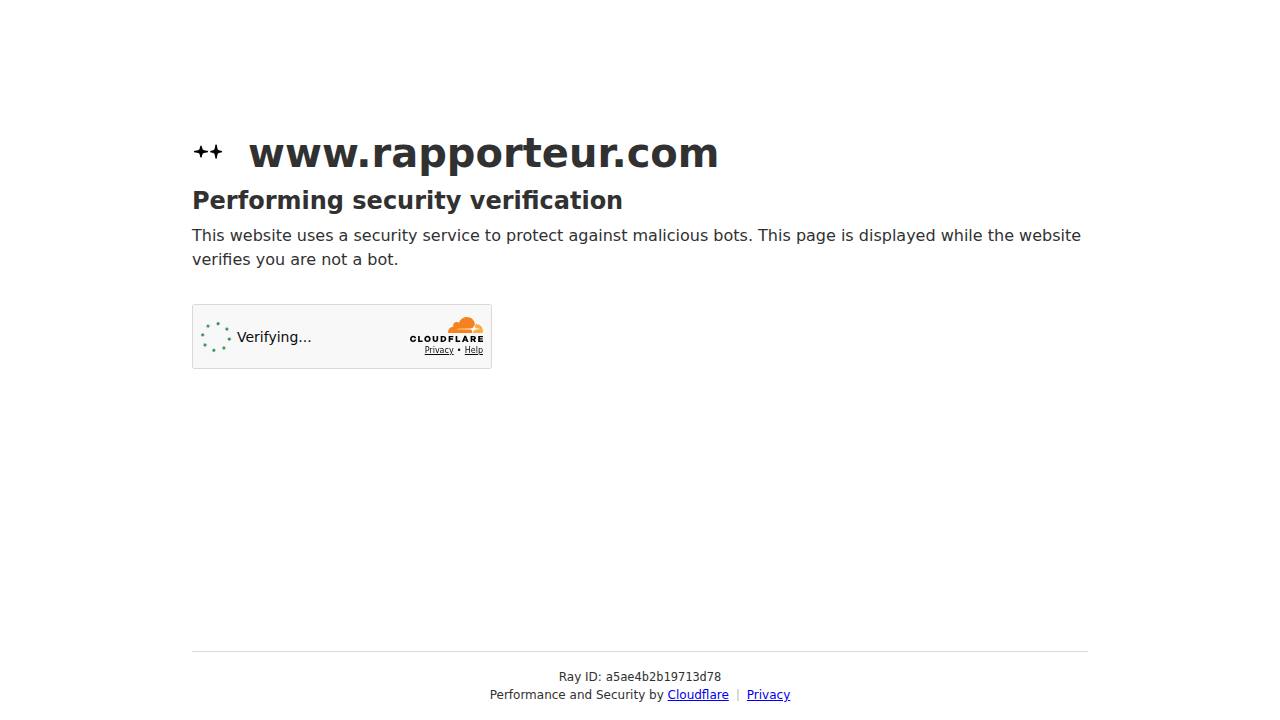 www.rapporteur.com
Performing security verification
This website uses a security service to protect against malicious bots. This page is displayed while the website
verifies you are not a bot.
Verifying...
CLOUDFLARE
Privacy • Help
Ray ID: a5ae4b2b19713d78
Performance and Security by Cloudflare | Privacy